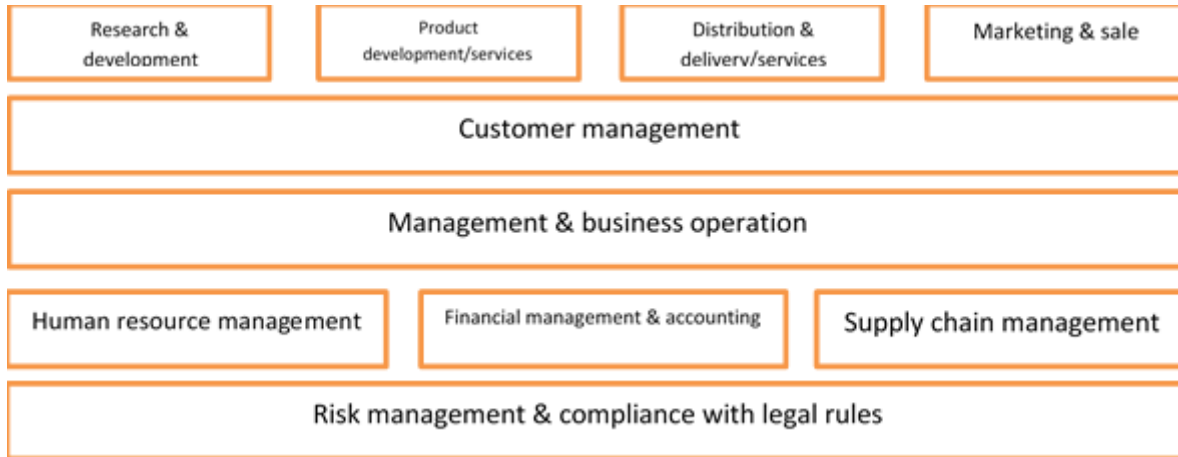 Research &
development
Product
development/services
Distribution &
delivery/services
Marketing & sale
Customer management
Management & business operation
Human resource management
Financial management & accounting
Supply chain management
Risk management & compliance with legal rules